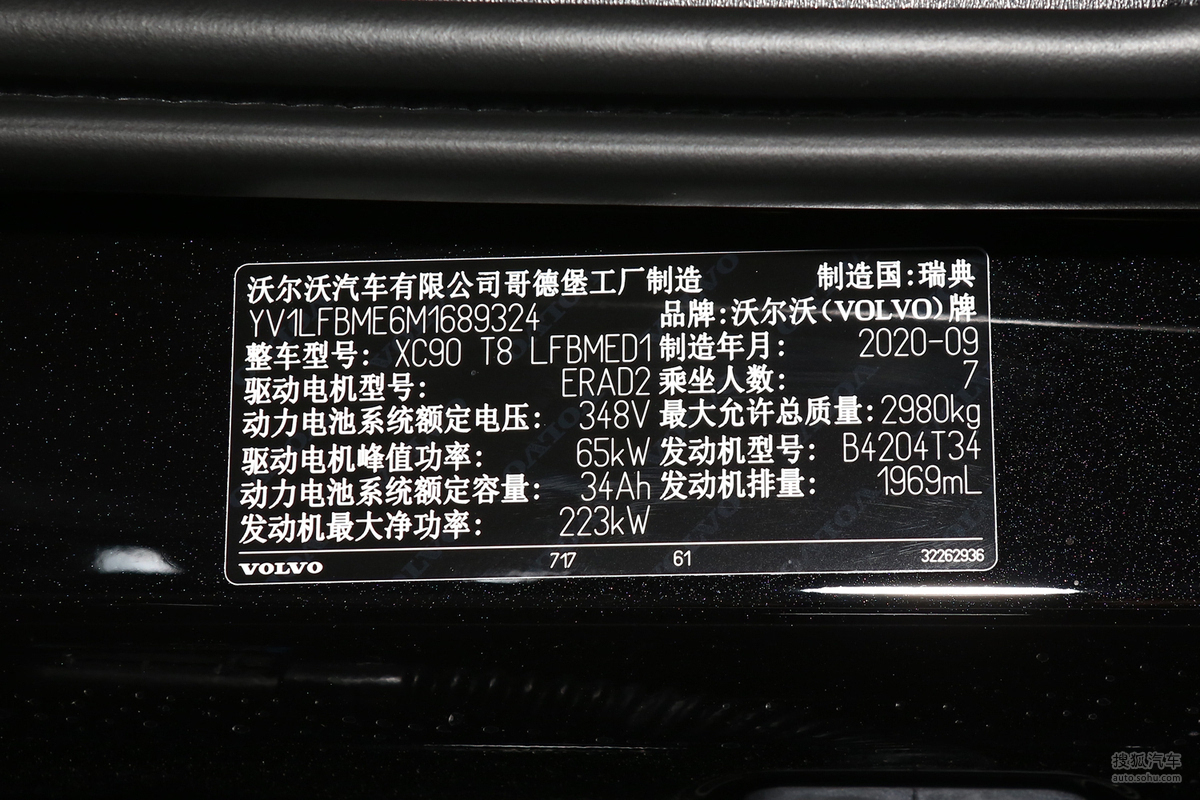 沃尔沃汽车有限公司哥德堡工厂制造 制造国:瑞典
YV1LFBME6M1689324 品牌:沃尔沃(VOLVO)牌
整车型号: XC90 T8 LFBMED1 制造年月: 2020-09
驱动电机型号: ERAD2 乘坐人数: 7
动力电池系统额定电压: 348V 最大允许总质量:2980kg
驱动电机峰值功率: 65kW 发动机型号: B4204T34
动力电池系统额定容量: 34Ah 发动机排量: 1969mL
发动机最大净功率: 223kW
VOLVO 717 61 32262936
搜狐汽车
auto.sohu.com